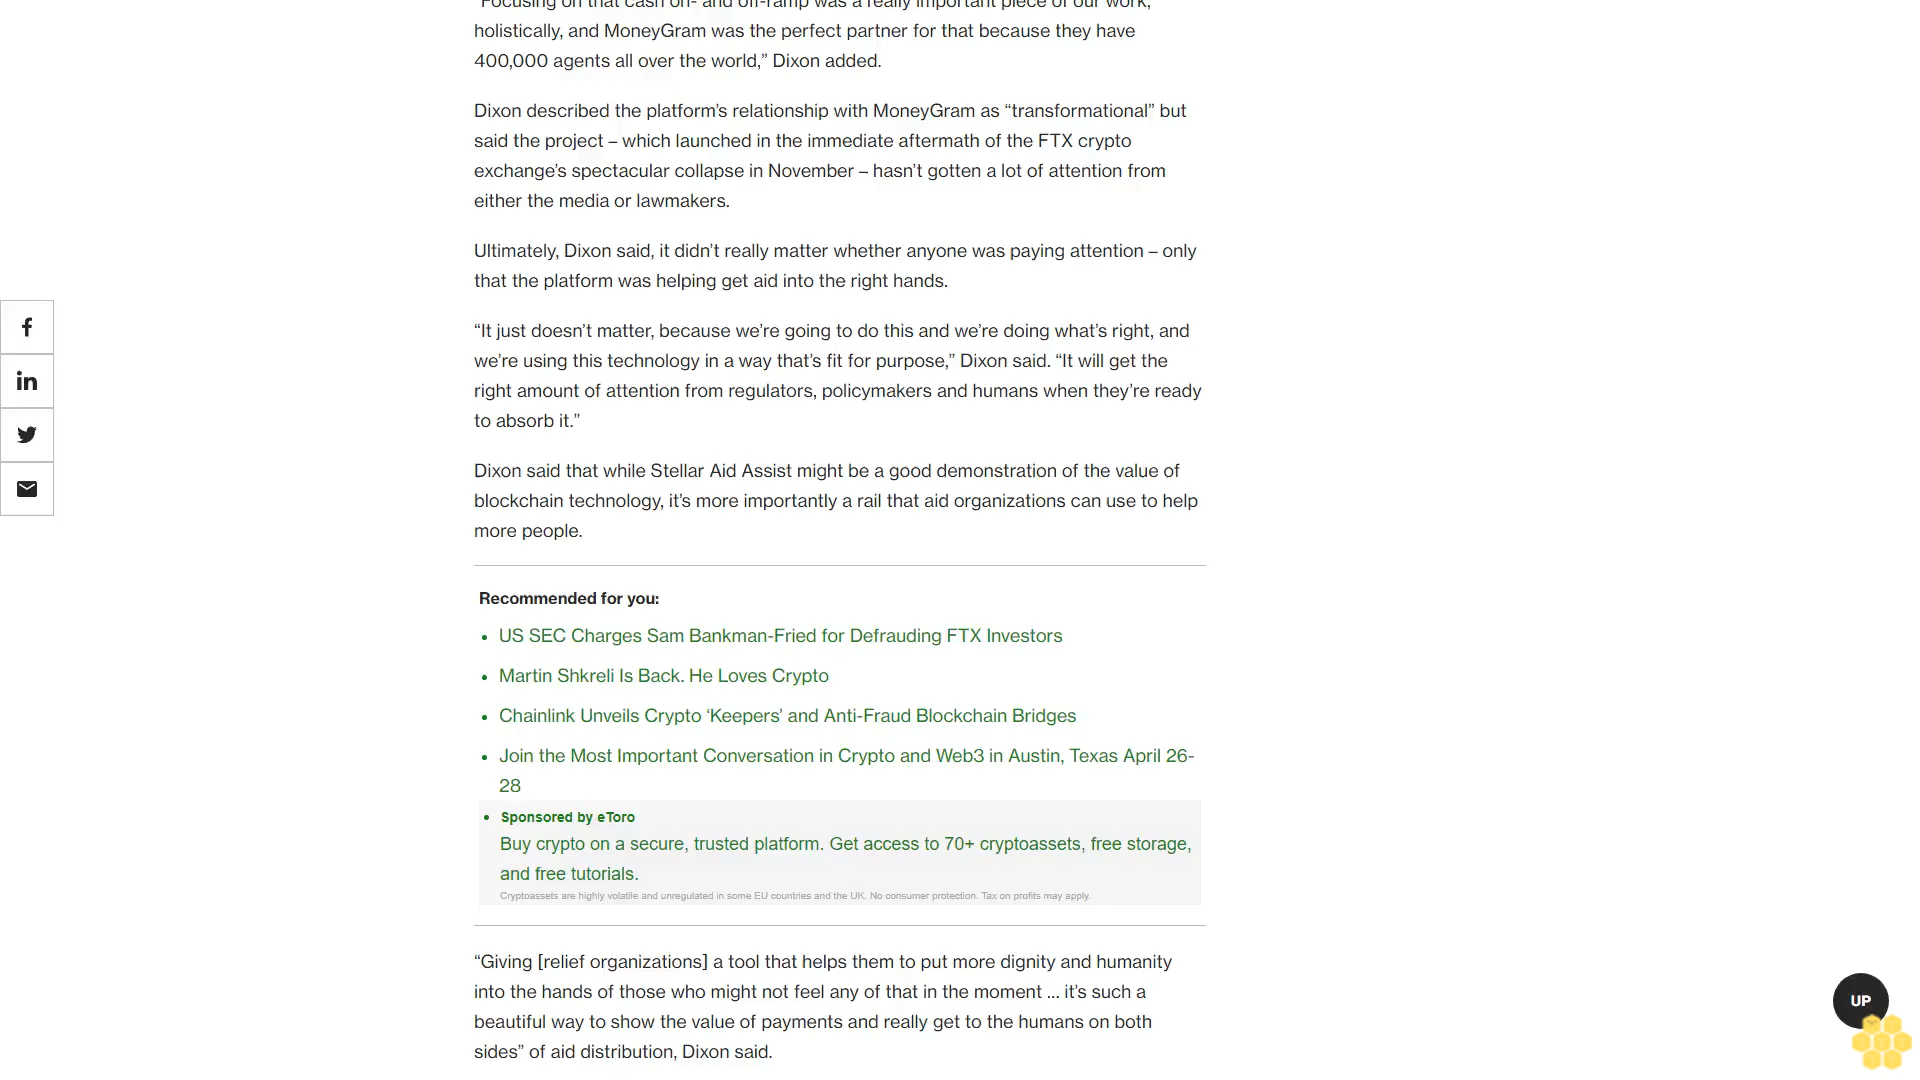 “Focusing on that cash on- and off-ramp was a really important piece of our work,
holistically, and MoneyGram was the perfect partner for that because they have
400,000 agents all over the world,” Dixon added.
Dixon described the platform’s relationship with MoneyGram as “transformational” but
said the project – which launched in the immediate aftermath of the FTX crypto
exchange’s spectacular collapse in November – hasn’t gotten a lot of attention from
either the media or lawmakers.
Ultimately, Dixon said, it didn’t really matter whether anyone was paying attention – only
that the platform was helping get aid into the right hands.
“It just doesn’t matter, because we’re going to do this and we’re doing what’s right, and
we’re using this technology in a way that’s fit for purpose,” Dixon said. “It will get the
right amount of attention from regulators, policymakers and humans when they’re ready
to absorb it.”
Dixon said that while Stellar Aid Assist might be a good demonstration of the value of
blockchain technology, it’s more importantly a rail that aid organizations can use to help
more people.
Recommended for you:
• US SEC Charges Sam Bankman-Fried for Defrauding FTX Investors
• Martin Shkreli Is Back. He Loves Crypto
• Chainlink Unveils Crypto ‘Keepers’ and Anti-Fraud Blockchain Bridges
• Join the Most Important Conversation in Crypto and Web3 in Austin, Texas April 26-
28
• Sponsored by eToro
Buy crypto on a secure, trusted platform. Get access to 70+ cryptoassets, free storage,
and free tutorials.
Cryptoassets are highly volatile and unregulated in some EU countries and the UK. No consumer protection. Tax on profits may apply.
“Giving [relief organizations] a tool that helps them to put more dignity and humanity
into the hands of those who might not feel any of that in the moment … it’s such a
beautiful way to show the value of payments and really get to the humans on both
sides” of aid distribution, Dixon said.
UP